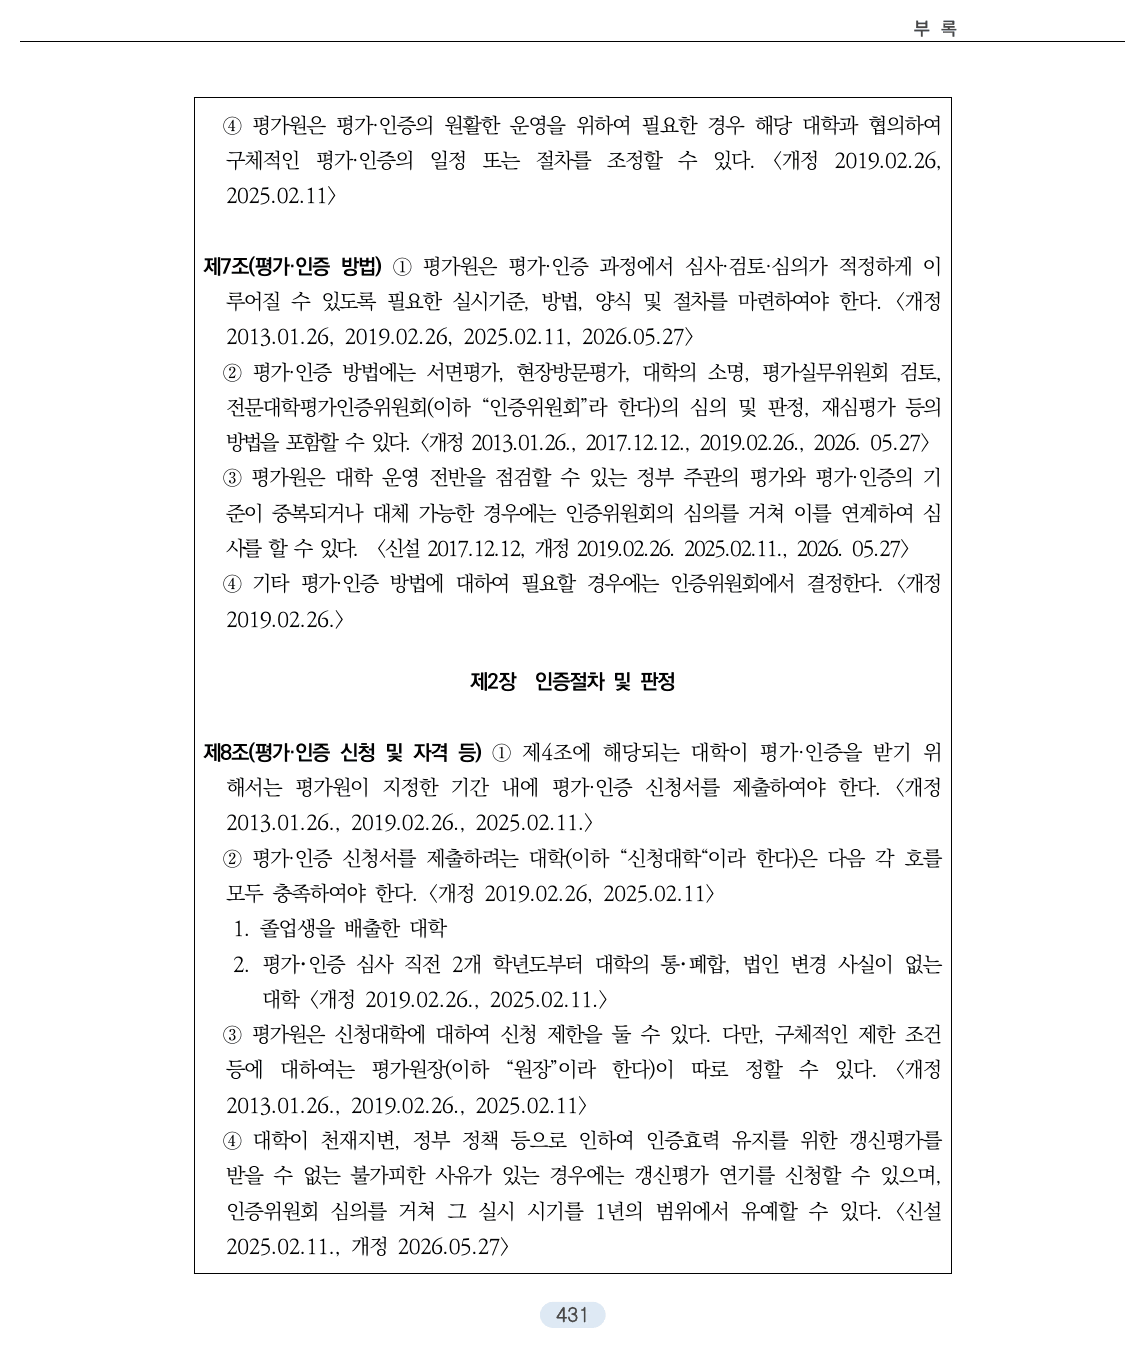 부 록
④ 평가원은 평가·인증의 원활한 운영을 위하여 필요한 경우 해당 대학과 협의하여
구체적인 평가·인증의 일정 또는 절차를 조정할 수 있다. 〈개정 2019.02.26,
2025.02.11〉
제7조(평가·인증 방법) ① 평가원은 평가·인증 과정에서 심사·검토·심의가 적정하게 이
루어질 수 있도록 필요한 실시기준, 방법, 양식 및 절차를 마련하여야 한다. 〈개정
2013.01.26, 2019.02.26, 2025.02.11, 2026.05.27〉
② 평가·인증 방법에는 서면평가, 현장방문평가, 대학의 소명, 평가실무위원회 검토,
전문대학평가인증위원회(이하 “인증위원회”라 한다)의 심의 및 판정, 재심평가 등의
방법을 포함할 수 있다. 〈개정 2013.01.26., 2017.12.12., 2019.02.26., 2026. 05.27〉
③ 평가원은 대학 운영 전반을 점검할 수 있는 정부 주관의 평가와 평가·인증의 기
준이 중복되거나 대체 가능한 경우에는 인증위원회의 심의를 거쳐 이를 연계하여 심
사를 할 수 있다. 〈신설 2017.12.12, 개정 2019.02.26. 2025.02.11., 2026. 05.27〉
④ 기타 평가·인증 방법에 대하여 필요할 경우에는 인증위원회에서 결정한다. 〈개정
2019.02.26.〉
제2장 인증절차 및 판정
제8조(평가·인증 신청 및 자격 등) ① 제4조에 해당되는 대학이 평가·인증을 받기 위
해서는 평가원이 지정한 기간 내에 평가·인증 신청서를 제출하여야 한다. 〈개정
2013.01.26., 2019.02.26., 2025.02.11.〉
② 평가·인증 신청서를 제출하려는 대학(이하 “신청대학“이라 한다)은 다음 각 호를
모두 충족하여야 한다. 〈개정 2019.02.26, 2025.02.11〉
1. 졸업생을 배출한 대학
2. 평가·인증 심사 직전 2개 학년도부터 대학의 통·폐합, 법인 변경 사실이 없는
대학 〈개정 2019.02.26., 2025.02.11.〉
③ 평가원은 신청대학에 대하여 신청 제한을 둘 수 있다. 다만, 구체적인 제한 조건
등에 대하여는 평가원장(이하 “원장”이라 한다)이 따로 정할 수 있다. 〈개정
2013.01.26., 2019.02.26., 2025.02.11〉
④ 대학이 천재지변, 정부 정책 등으로 인하여 인증효력 유지를 위한 갱신평가를
받을 수 없는 불가피한 사유가 있는 경우에는 갱신평가 연기를 신청할 수 있으며,
인증위원회 심의를 거쳐 그 실시 시기를 1년의 범위에서 유예할 수 있다. 〈신설
2025.02.11., 개정 2026.05.27〉
431